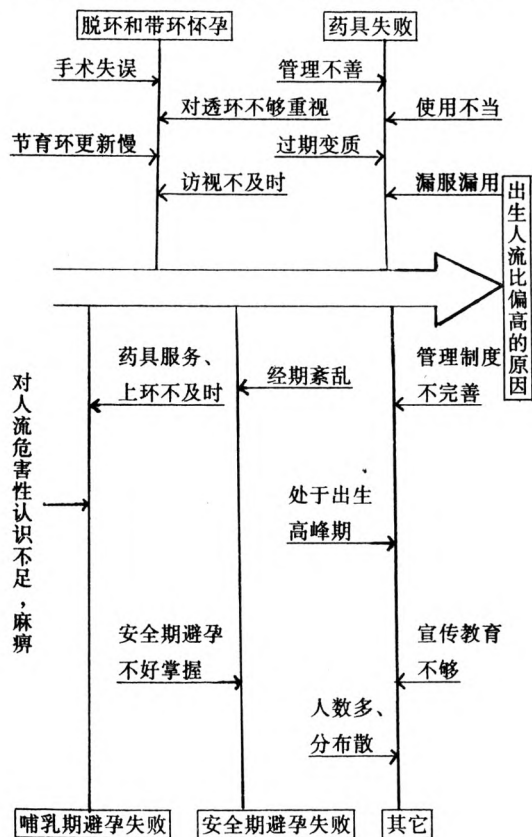 脱环和带环怀孕
药具失败
手术失误
管理不善
对透环不够重视
使用不当
节育环更新慢
过期变质
访视不及时
漏服漏用
出生人流比偏高的原因
药具服务、
上环不及时
经期紊乱
管理制度
不完善
对人流危害性认识不足，麻痹
处于出生
高峰期
安全期避孕
不好掌握
宣传教育
不够
人数多、
分布散
哺乳期避孕失败
安全期避孕失败
其它